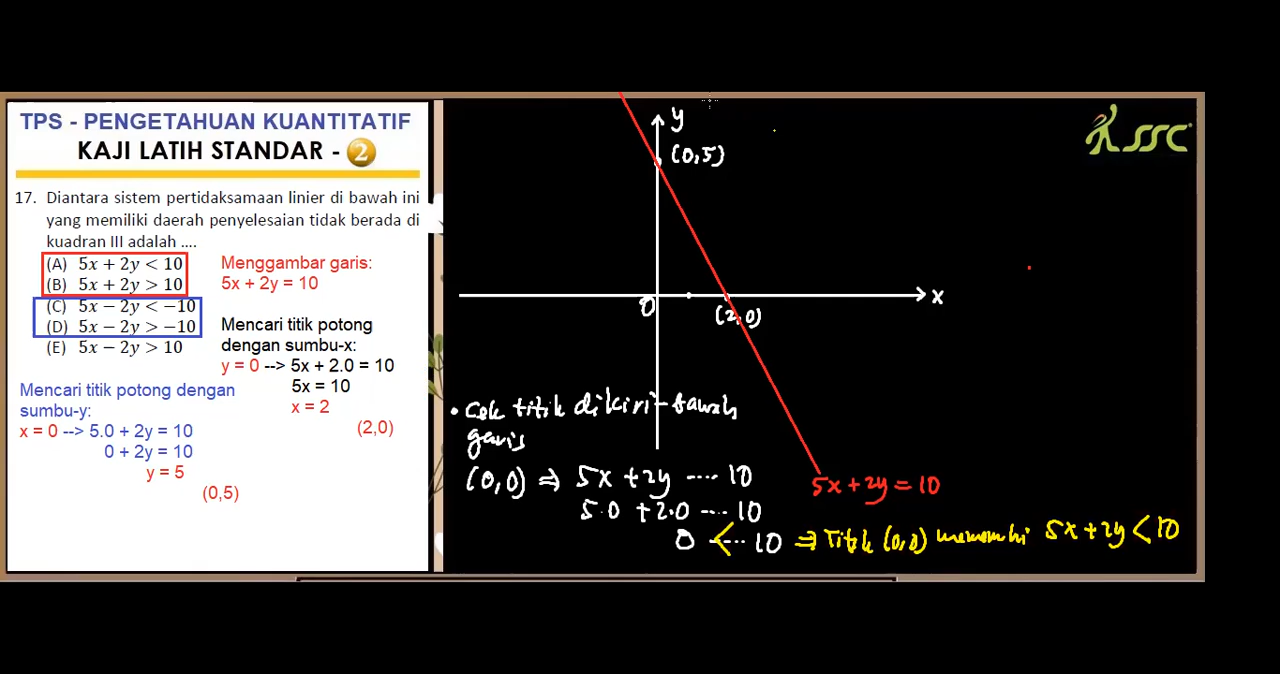 TPS - PENGETAHUAN KUANTITATIF
KAJI LATIH STANDAR - 2
17. Diantara sistem pertidaksamaan linier di bawah ini
yang memiliki daerah penyelesaian tidak berada di
kuadran III adalah ....
(A) 5x + 2y < 10
(B) 5x + 2y > 10
(C) 5x − 2y < −10
(D) 5x − 2y > −10
(E) 5x − 2y > 10
Menggambar garis:
5x + 2y = 10
Mencari titik potong
dengan sumbu-x:
y = 0 --> 5x + 2.0 = 10
5x = 10
x = 2
(2,0)
Mencari titik potong dengan
sumbu-y:
x = 0 --> 5.0 + 2y = 10
0 + 2y = 10
y = 5
(0,5)
SSC
y
(0,5)
x
0
(2,0)
5x + 2y = 10
• Cek titik dikiri-bawah
garis
(0,0) ⇒ 5x + 2y ---- 10
5.0 + 2.0 ---- 10
0 < --- 10 ⇒ Titik (0,0) memenuhi 5x + 2y < 10